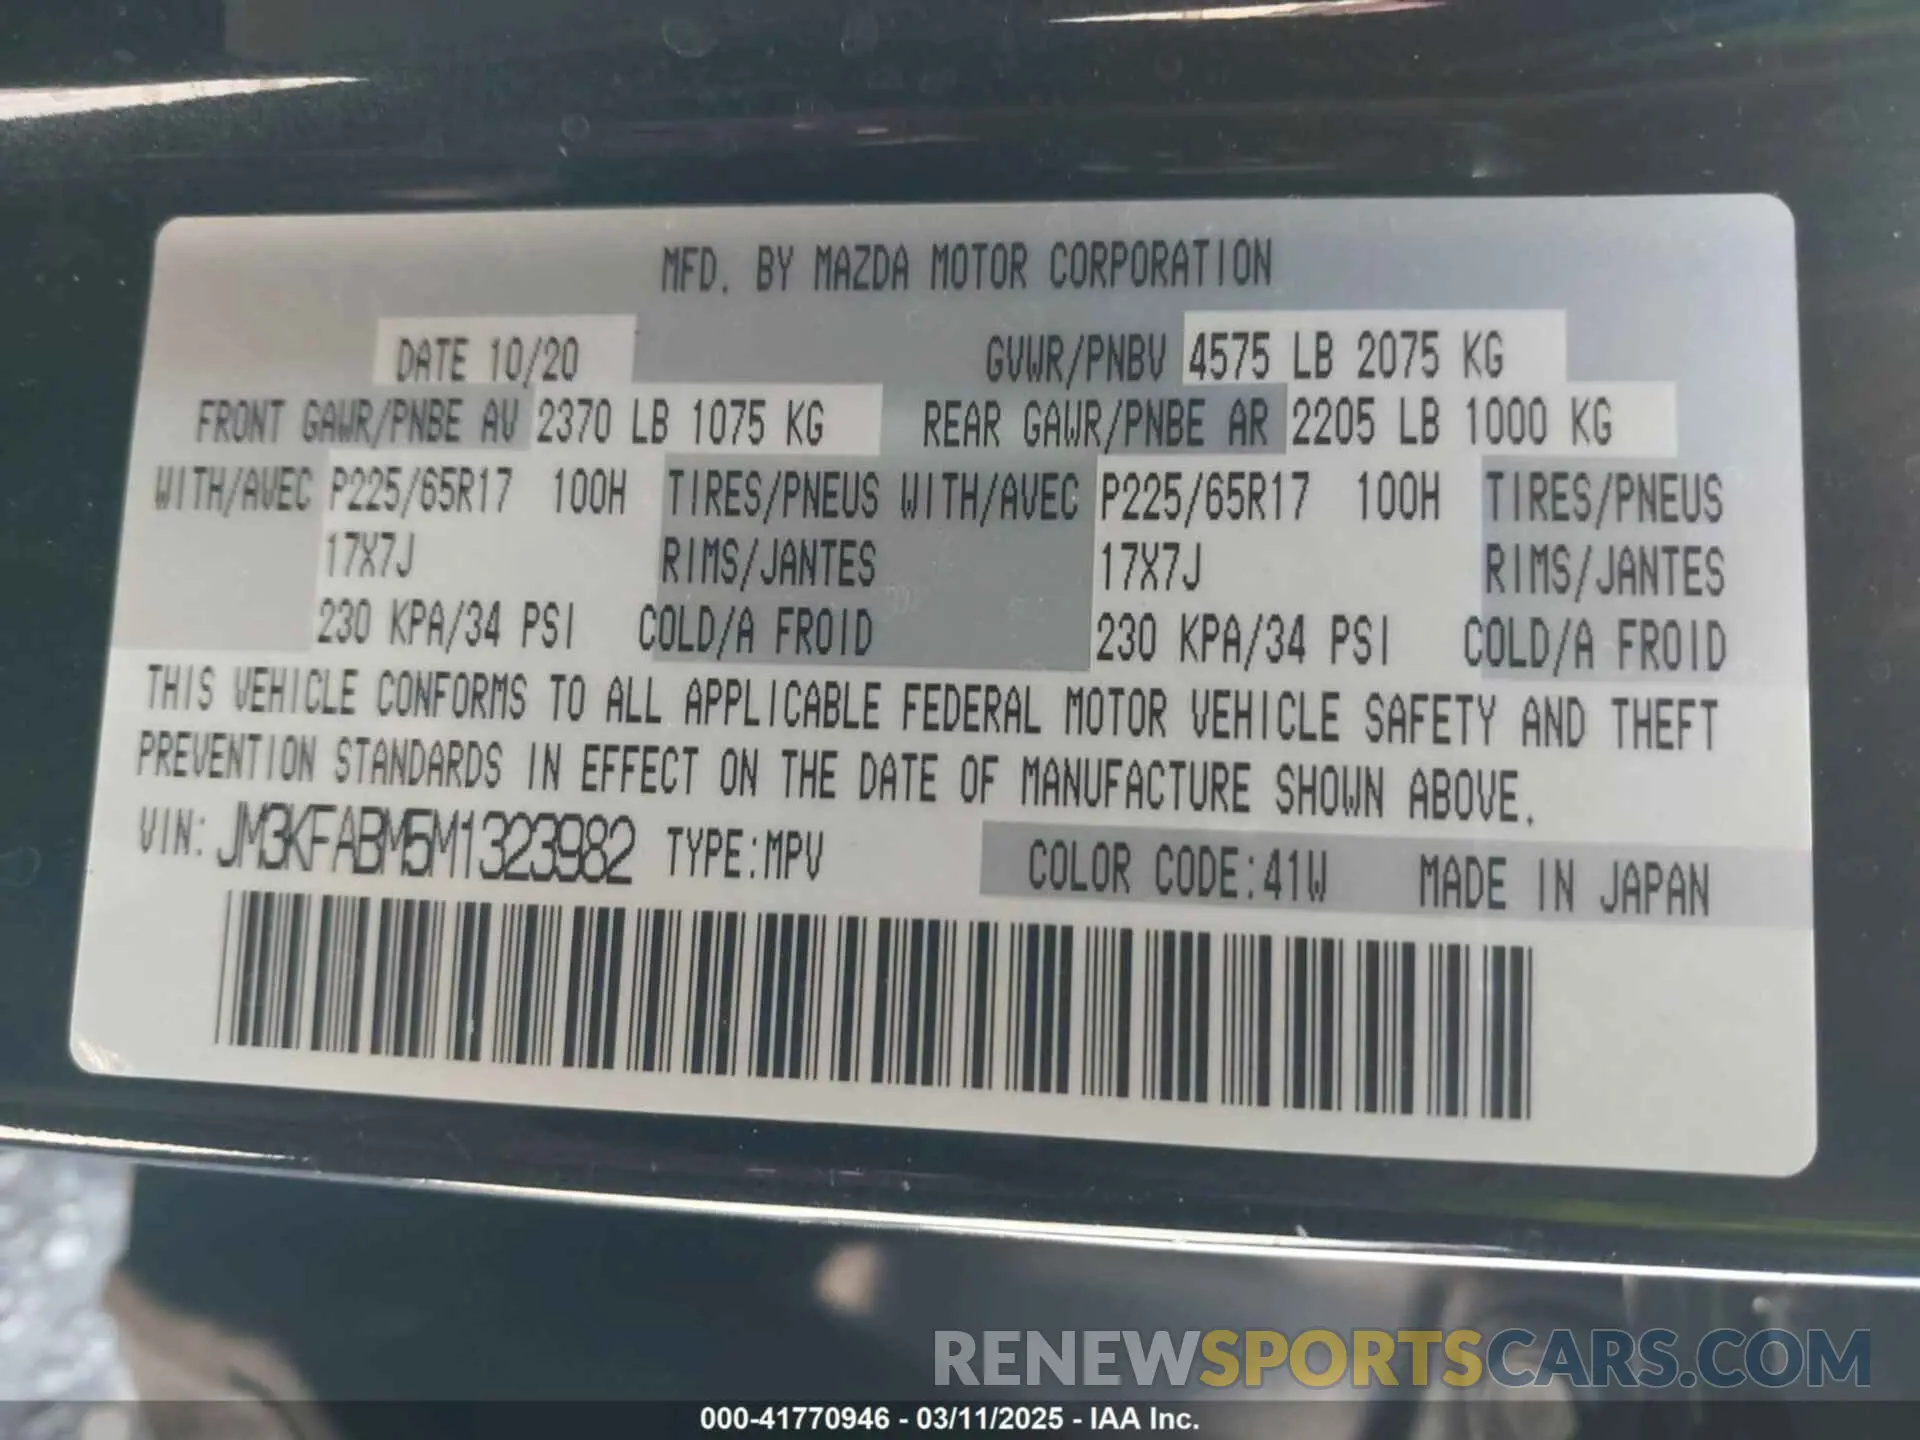 MFD. BY MAZDA MOTOR CORPORATION
DATE 10/20 GVWR/PNBV 4575 LB 2075 KG
FRONT GAWR/PNBE AV 2370 LB 1075 KG REAR GAWR/PNBE AR 2205 LB 1000 KG
WITH/AVEC P225/65R17 100H TIRES/PNEUS WITH/AVEC P225/65R17 100H TIRES/PNEUS
17X7J RIMS/JANTES 17X7J RIMS/JANTES
230 KPA/34 PSI COLD/A FROID 230 KPA/34 PSI COLD/A FROID
THIS VEHICLE CONFORMS TO ALL APPLICABLE FEDERAL MOTOR VEHICLE SAFETY AND THEFT
PREVENTION STANDARDS IN EFFECT ON THE DATE OF MANUFACTURE SHOWN ABOVE.
VIN: JM3KFABM5M1323982 TYPE:MPV COLOR CODE:41W MADE IN JAPAN
RENEWSPORTSCARS.COM
000-41770946 - 03/11/2025 - IAA Inc.